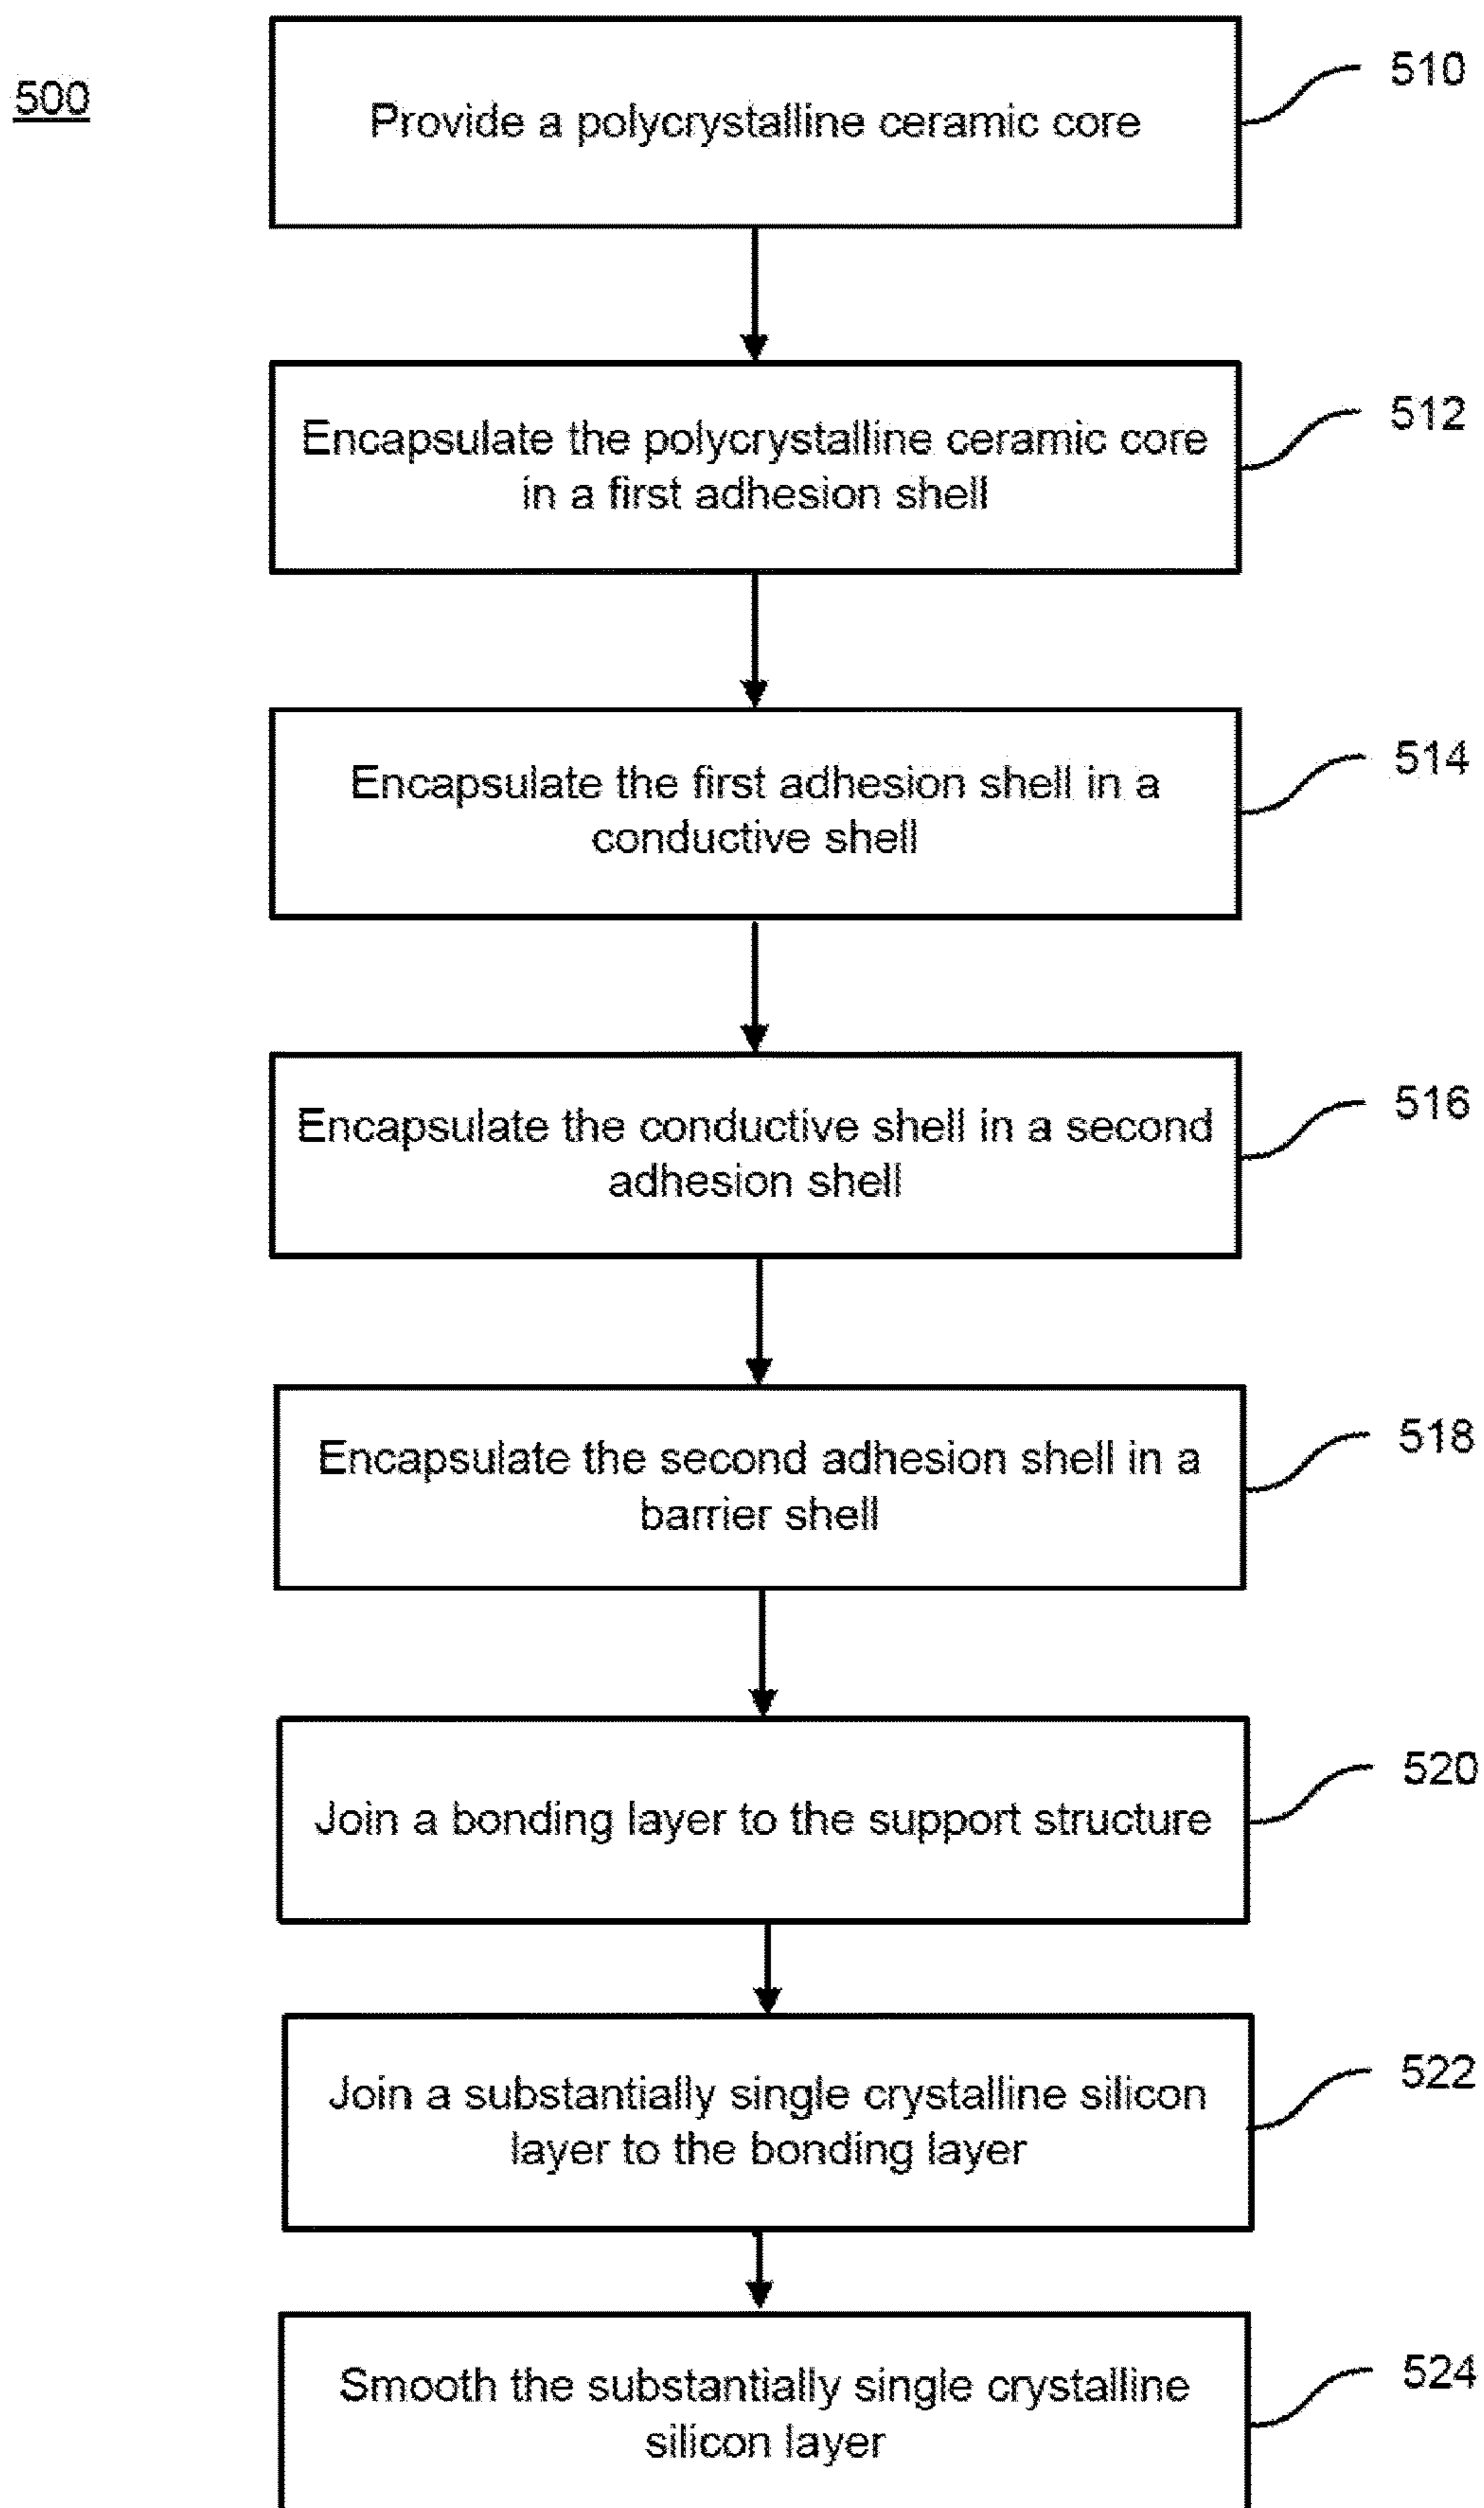 500
510
Provide a polycrystalline ceramic core
512
Encapsulate the polycrystalline ceramic core
in a first adhesion shell
514
Encapsulate the first adhesion shell in a
conductive shell
516
Encapsulate the conductive shell in a second
adhesion shell
518
Encapsulate the second adhesion shell in a
barrier shell
520
Join a bonding layer to the support structure
522
Join a substantially single crystalline silicon
layer to the bonding layer
524
Smooth the substantially single crystalline
silicon layer